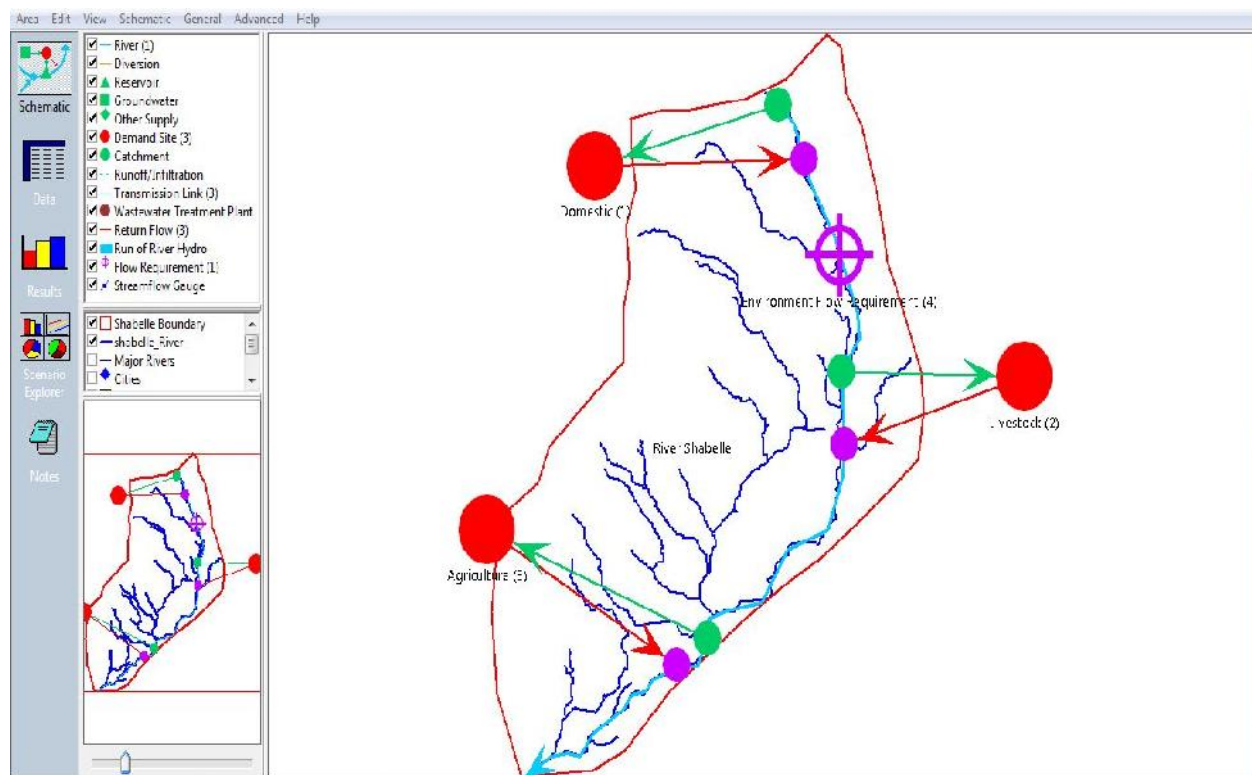 Area Edit View Schematic General Advanced Help
Schematic
Data
Results
Scenario
Explorer
Notes
River (1)
Diversion
Reservoir
Groundwater
Other Supply
Demand Site (3)
Catchment
Runoff/Infiltration
Transmission Link (3)
Wastewater Treatment Plant
Return Flow (3)
Run of River Hydro
Flow Requirement (1)
Streamflow Gauge
Shabelle Boundary
shabelle_River
Major Rivers
Cities
Domestic (1)
Environment Flow Requirement (4)
Livestock (2)
River Shabelle
Agriculture (3)